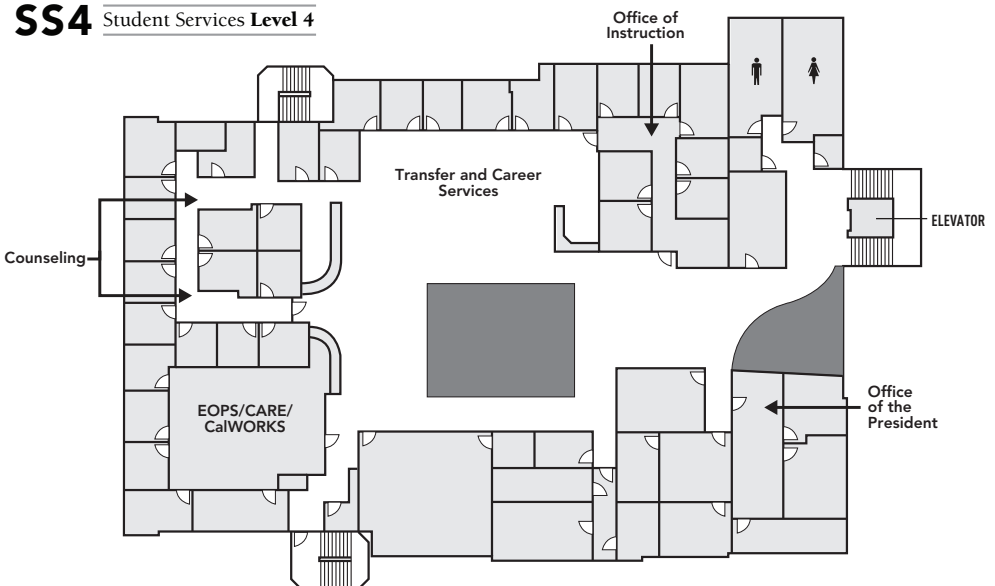 SS4 Student Services Level 4
Office of
Instruction
Transfer and Career
Services
ELEVATOR
Counseling
EOPS/CARE/
CalWORKS
Office
of the
President